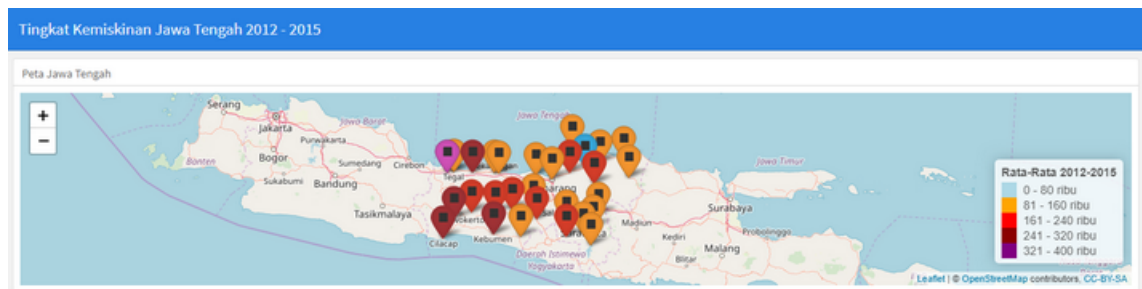 Tingkat Kemiskinan Jawa Tengah 2012 - 2015
Peta Jawa Tengah
+
−
Serang
Jakarta
Jawa Barat
Purwakarta
Banten
Bogor
Sumedang
Cirebon
Sukabumi
Bandung
Tasikmalaya
Tegal
Jawa Tengah
Cilacap
Kebumen
Daerah Istimewa
Yogyakarta
Madiun
Kediri
Blitar
Malang
Surabaya
Probolinggo
Jawa Timur
Rata-Rata 2012-2015
0 - 80 ribu
81 - 160 ribu
161 - 240 ribu
241 - 320 ribu
321 - 400 ribu
Leaflet | © OpenStreetMap contributors, CC-BY-SA